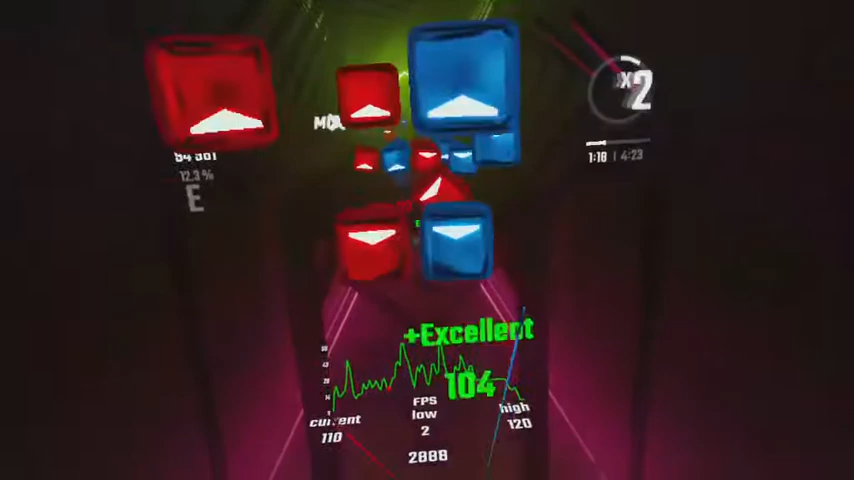 x2
12.3 %
E
1:18 | 4:23
+Excellent
104
FPS
current
110
low
2
high
120
2888